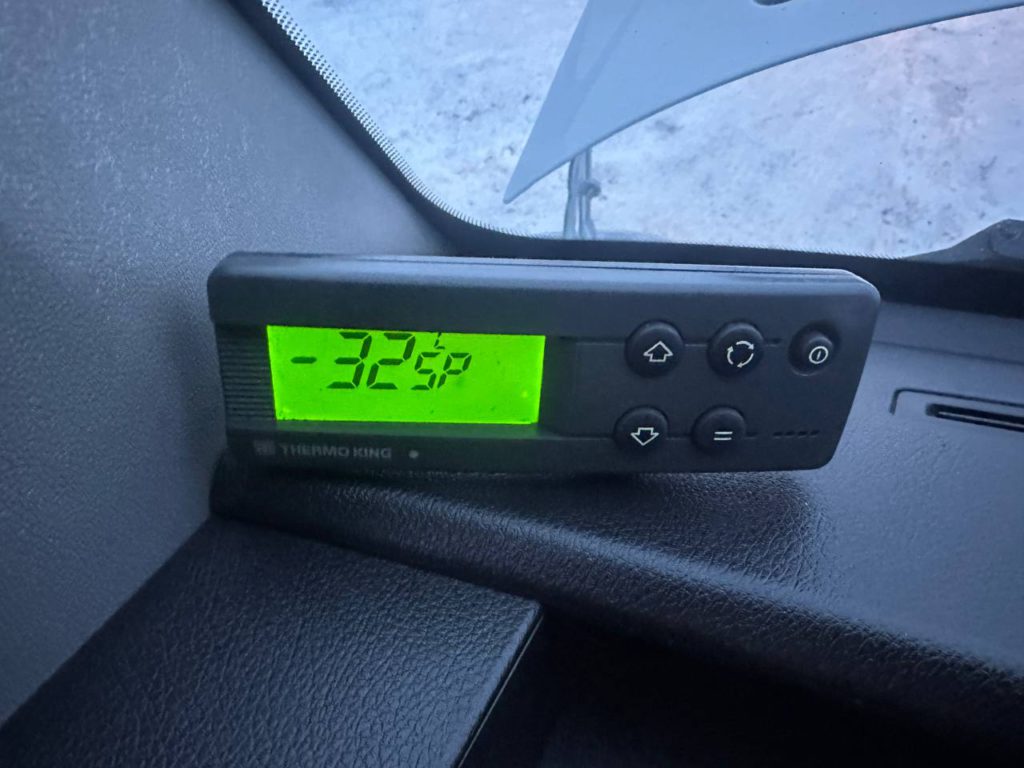 -32 SP
THERMO KING